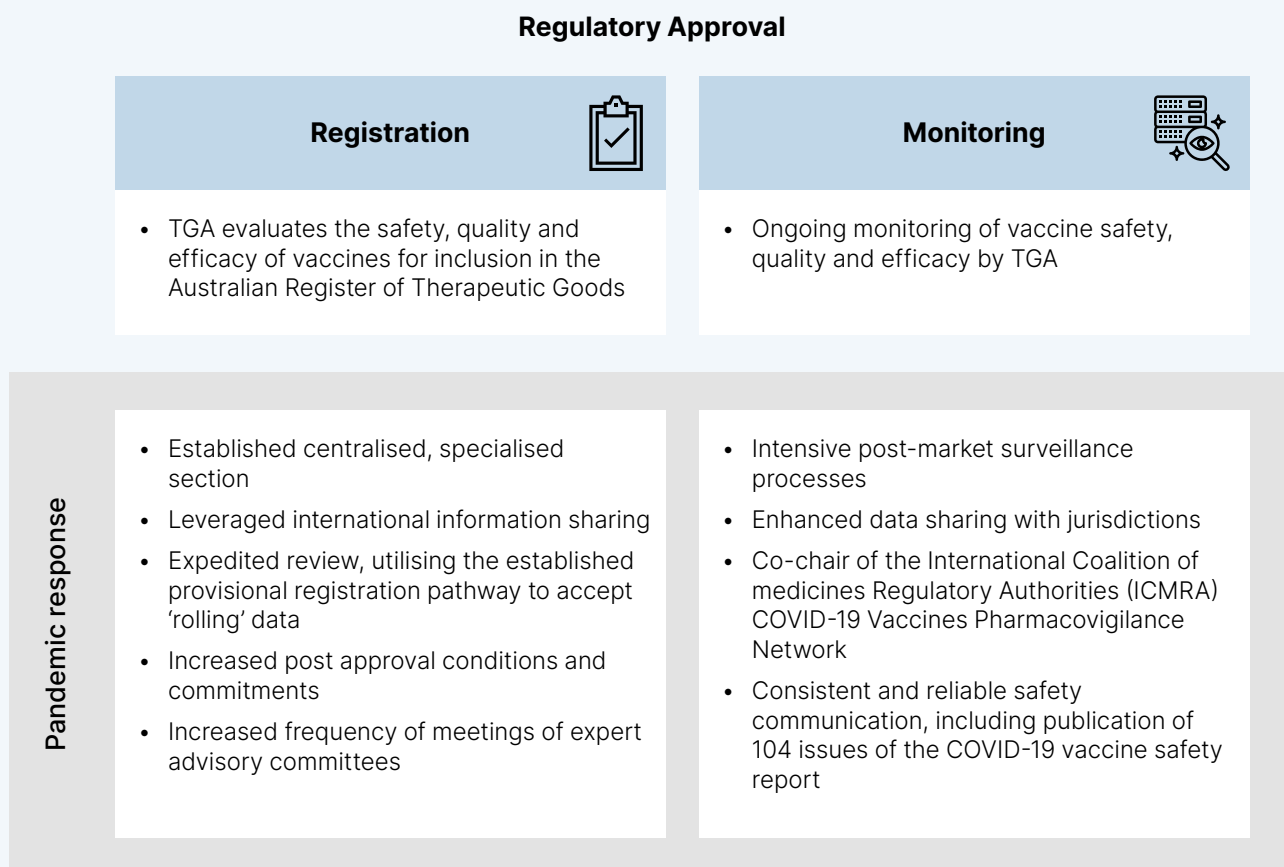 Regulatory Approval
Registration
• TGA evaluates the safety, quality and
efficacy of vaccines for inclusion in the
Australian Register of Therapeutic Goods
Monitoring
• Ongoing monitoring of vaccine safety,
quality and efficacy by TGA
Pandemic response
• Established centralised, specialised
section
• Leveraged international information sharing
• Expedited review, utilising the established
provisional registration pathway to accept
‘rolling’ data
• Increased post approval conditions and
commitments
• Increased frequency of meetings of expert
advisory committees
• Intensive post-market surveillance
processes
• Enhanced data sharing with jurisdictions
• Co-chair of the International Coalition of
medicines Regulatory Authorities (ICMRA)
COVID-19 Vaccines Pharmacovigilance
Network
• Consistent and reliable safety
communication, including publication of
104 issues of the COVID-19 vaccine safety
report